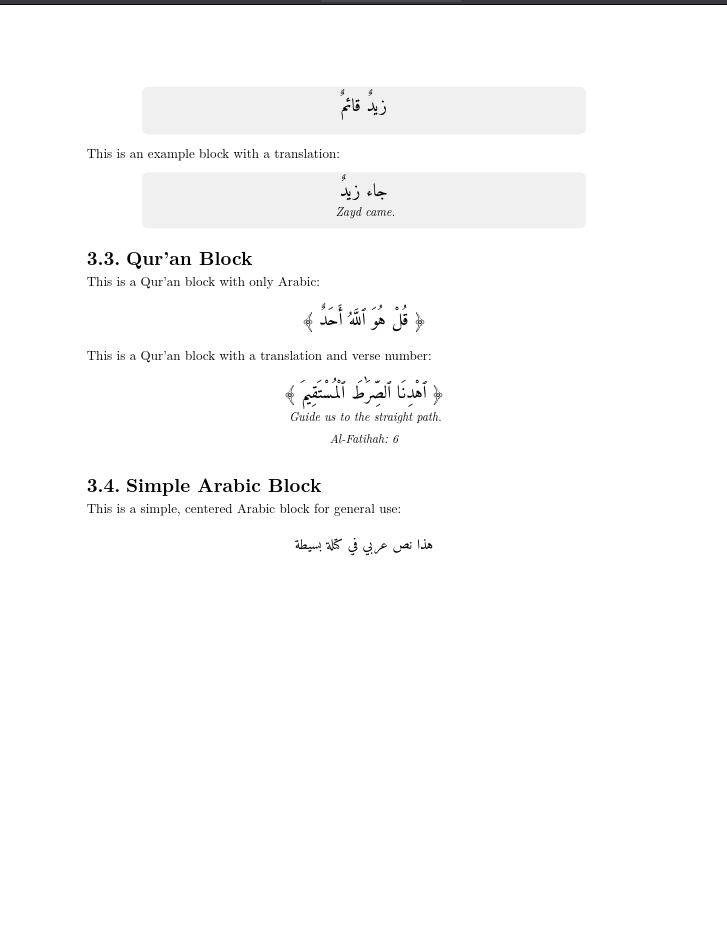 زيدٌ قائمٌ
This is an example block with a translation:
جاء زيدٌ
Zayd came.
3.3. Qur’an Block
This is a Qur’an block with only Arabic:
﴿ قُلْ هُوَ ٱللَّهُ أَحَدٌ ﴾
This is a Qur’an block with a translation and verse number:
﴿ ٱهْدِنَا ٱلصِّرَٰطَ ٱلْمُسْتَقِيمَ ﴾
Guide us to the straight path.
Al-Fatihah: 6
3.4. Simple Arabic Block
This is a simple, centered Arabic block for general use:
هذا نص عربي في كتلة بسيطة